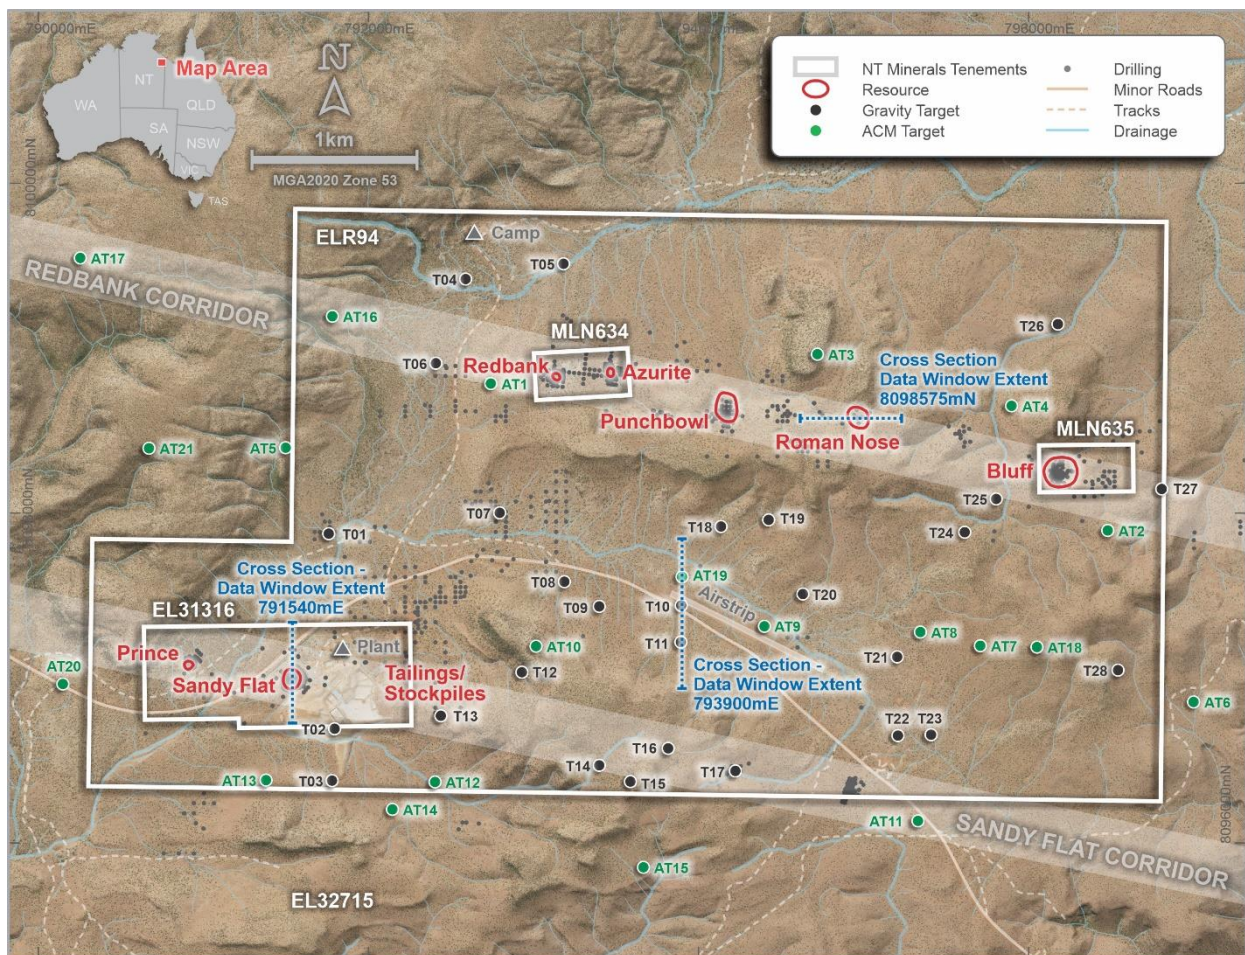 790000mE
792000mE
794000mE
796000mE
NT
Map Area
WA
QLD
SA
NSW
VIC
TAS
N
1km
MGA2020 Zone 53
NT Minerals Tenements
Resource
Gravity Target
ACM Target
Drilling
Minor Roads
Tracks
Drainage
8100000mN
ELR94
Camp
AT17
T04
T05
REDBANK CORRIDOR
AT16
MLN634
T26
T06
Redbank
Azurite
AT3
AT1
Cross Section
Data Window Extent
8098575mN
Punchbowl
AT4
Roman Nose
MLN635
AT21
AT5
Bluff
T27
T25
T07
T01
T18
T19
T24
AT2
Cross Section -
Data Window Extent
791540mE
T08
AT19
T09
T10
Airstrip
T20
EL31316
AT9
AT8
Prince
Plant
AT10
T11
T21
AT7
AT18
AT20
Sandy Flat
Tailings/
Stockpiles
T12
Cross Section -
Data Window Extent
793900mE
T28
AT6
T02
T13
T22
T23
T16
T14
T17
AT13
T03
AT12
T15
AT14
AT11
SANDY FLAT CORRIDOR
8096000mN
AT15
EL32715